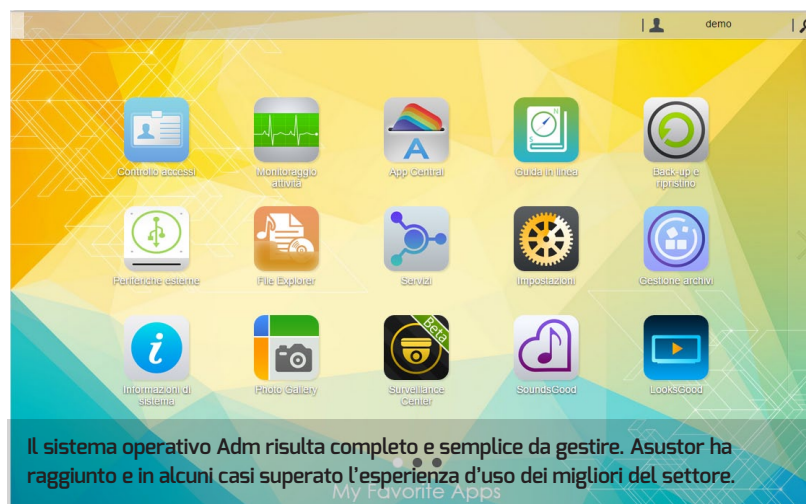 demo
Controllo accessi
Monitoraggio
attività
App Central
Guida in linea
Back-up e
ripristino
Periferiche esterne
File Explorer
Servizi
Impostazioni
Gestione archivi
Informazioni di
sistema
Photo Gallery
Beta
Surveillance
Center
SoundsGood
LooksGood
Il sistema operativo Adm risulta completo e semplice da gestire. Asustor ha
raggiunto e in alcuni casi superato l’esperienza d’uso dei migliori del settore.
My Favorite Apps